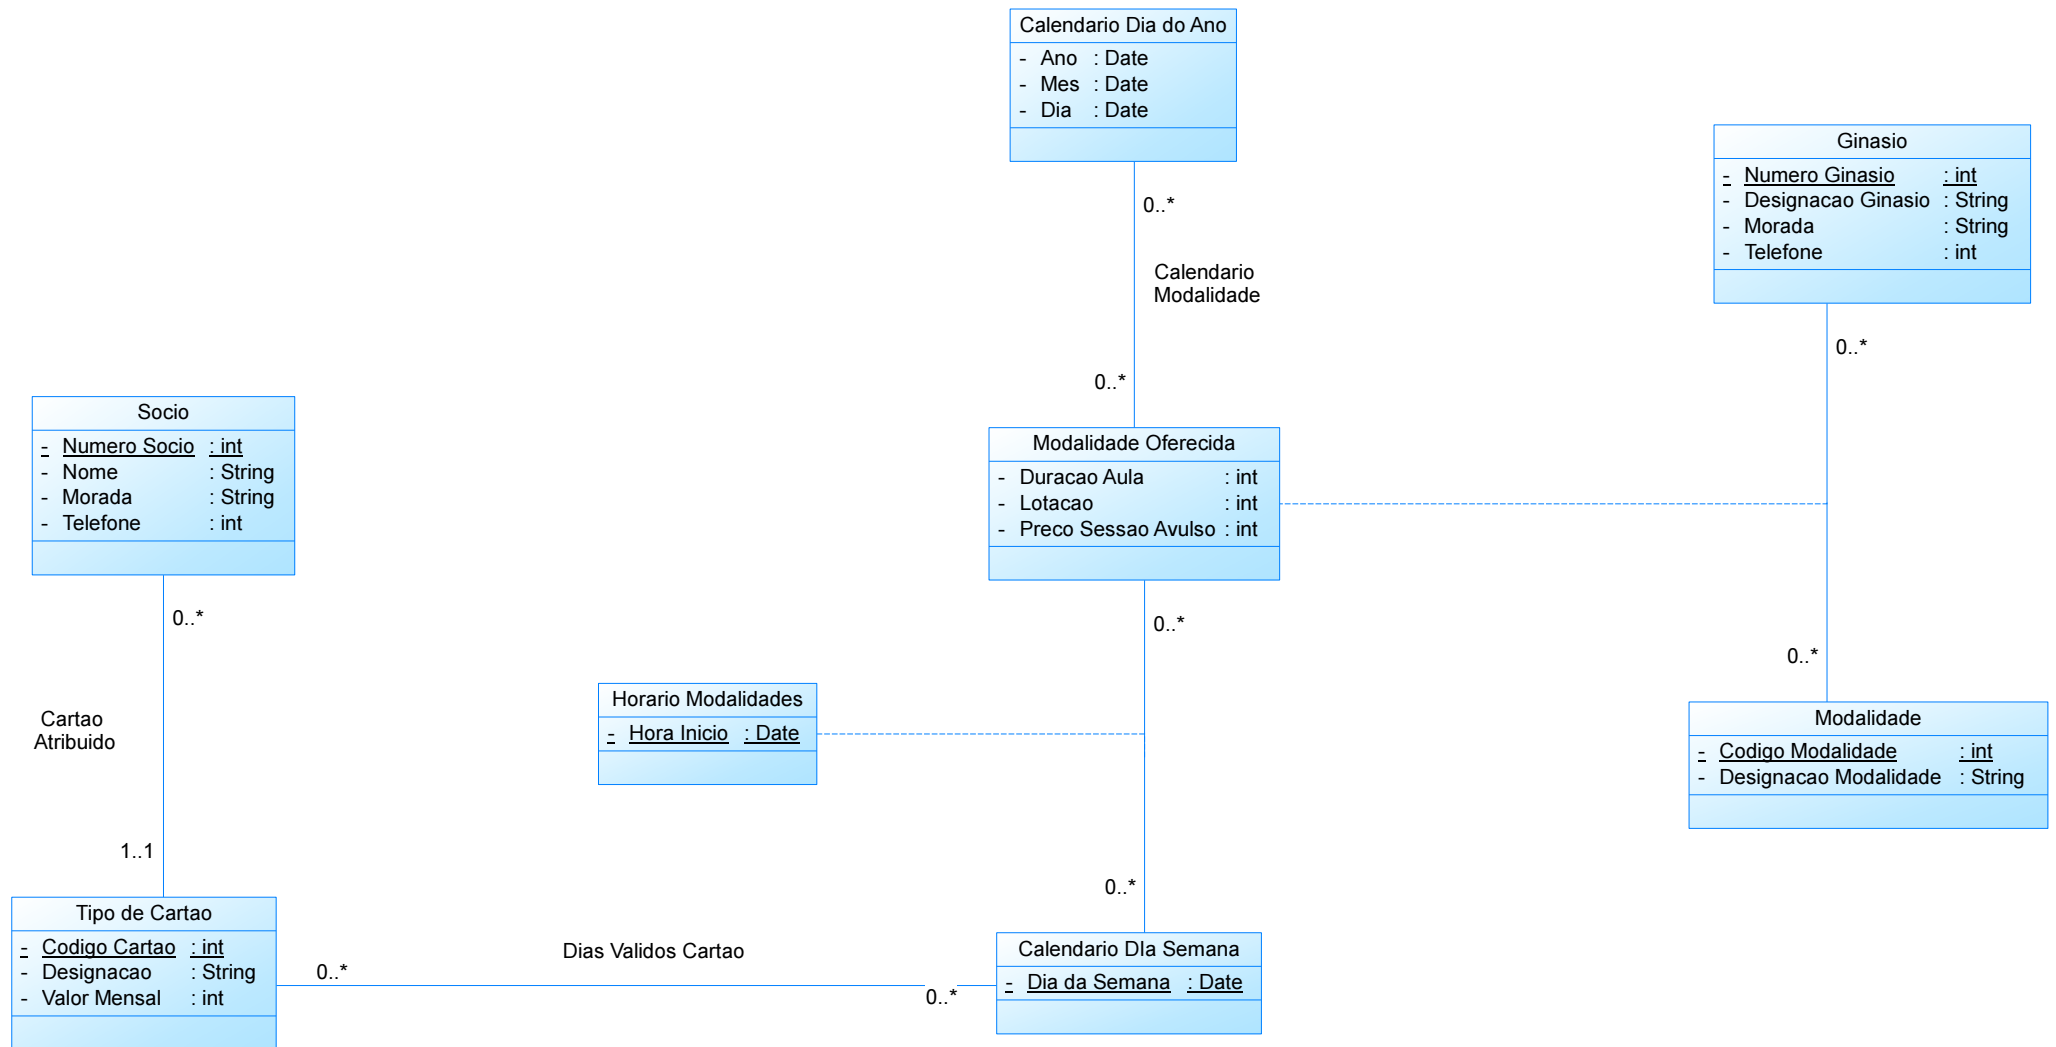 Calendario Dia do Ano
- Ano : Date
- Mes : Date
- Dia : Date
0..*
Calendario
Modalidade
0..*
Ginasio
- Numero Ginasio : int
- Designacao Ginasio : String
- Morada : String
- Telefone : int
0..*
Socio
- Numero Socio : int
- Nome : String
- Morada : String
- Telefone : int
0..*
Modalidade Oferecida
- Duracao Aula : int
- Lotacao : int
- Preco Sessao Avulso : int
0..*
0..*
Horario Modalidades
- Hora Inicio : Date
Modalidade
- Codigo Modalidade : int
- Designacao Modalidade : String
Cartao
Atribuido
1..1
0..*
Tipo de Cartao
- Codigo Cartao : int
- Designacao : String
- Valor Mensal : int
0..*
Dias Validos Cartao
0..*
Calendario DIa Semana
- Dia da Semana : Date